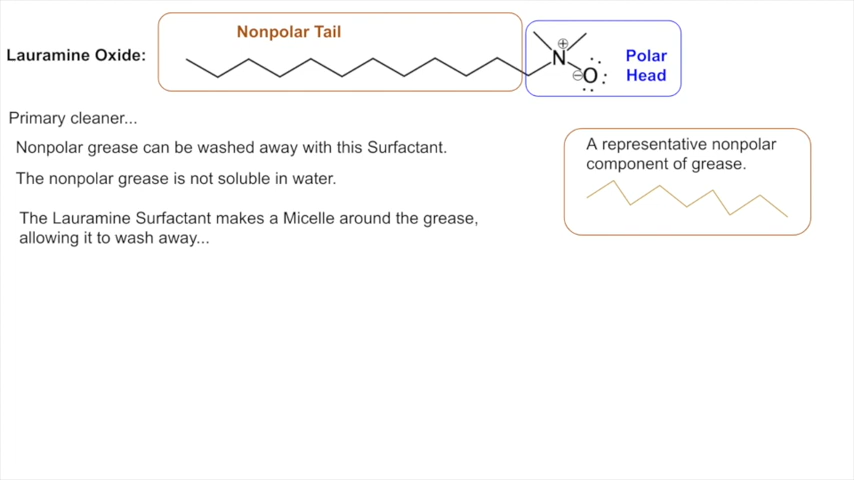 Nonpolar Tail
Lauramine Oxide:
N
⊕
⊖O
Polar
Head
Primary cleaner...
Nonpolar grease can be washed away with this Surfactant.
The nonpolar grease is not soluble in water.
The Lauramine Surfactant makes a Micelle around the grease,
allowing it to wash away...
A representative nonpolar
component of grease.